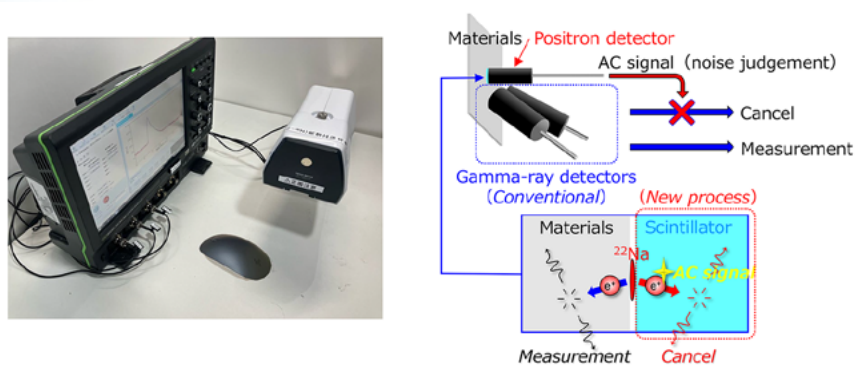 Materials
Positron detector
AC signal (noise judgement)
Cancel
Measurement
Gamma-ray detectors
(Conventional)
(New process)
Materials
Scintillator
²²Na
e⁺
e⁺
AC signal
Measurement
Cancel